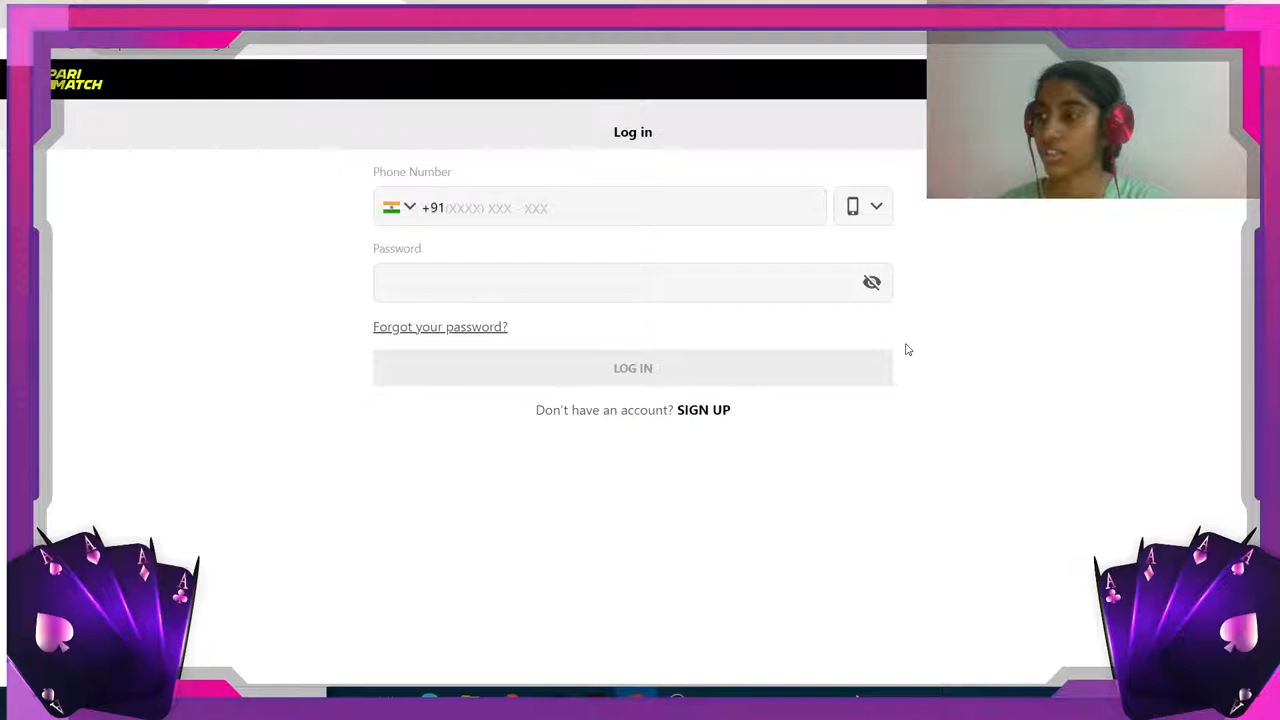 PARI
MATCH
Log in
Phone Number
+91(XXXX) XXX - XXX
Password
Forgot your password?
LOG IN
Don't have an account? SIGN UP
A A A A
A A A A